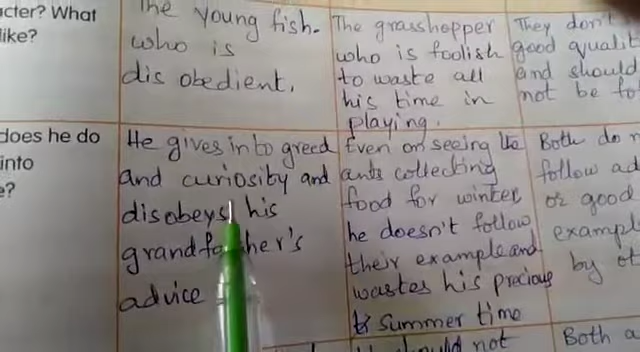 acter? What
like?
The young fish.
who is
dis obedient.
The grasshopper
who is foolish
to waste all
his time in
playing.
They don't
good qualit
and should
not be fo
does he do
into
e?
He gives into greed
and curiosity and
disobeys his
grandfather's
advice
Even on seeing the
ants collecting
food for winter
he doesn't follow
their example and
wastes his precious
summer time
Both do n
follow ad
or good
exampl
by ot
not
Both a